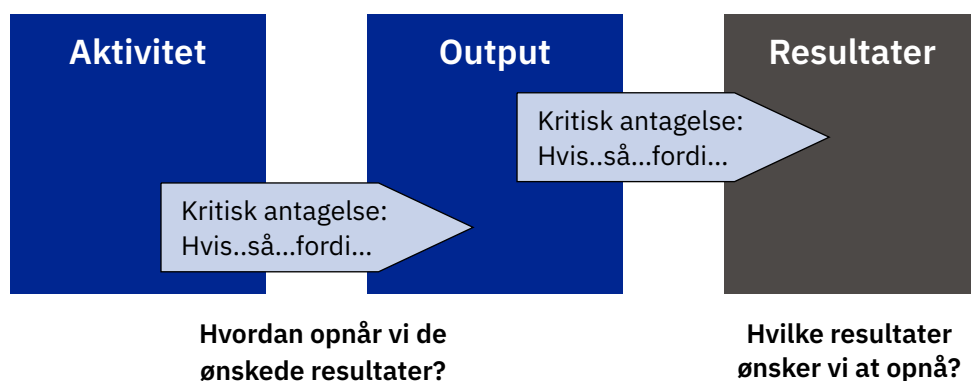 Aktivitet
Output
Resultater
Kritisk antagelse:
Hvis..så...fordi...
Kritisk antagelse:
Hvis..så...fordi...
Hvordan opnår vi de
ønskede resultater?
Hvilke resultater
ønsker vi at opnå?